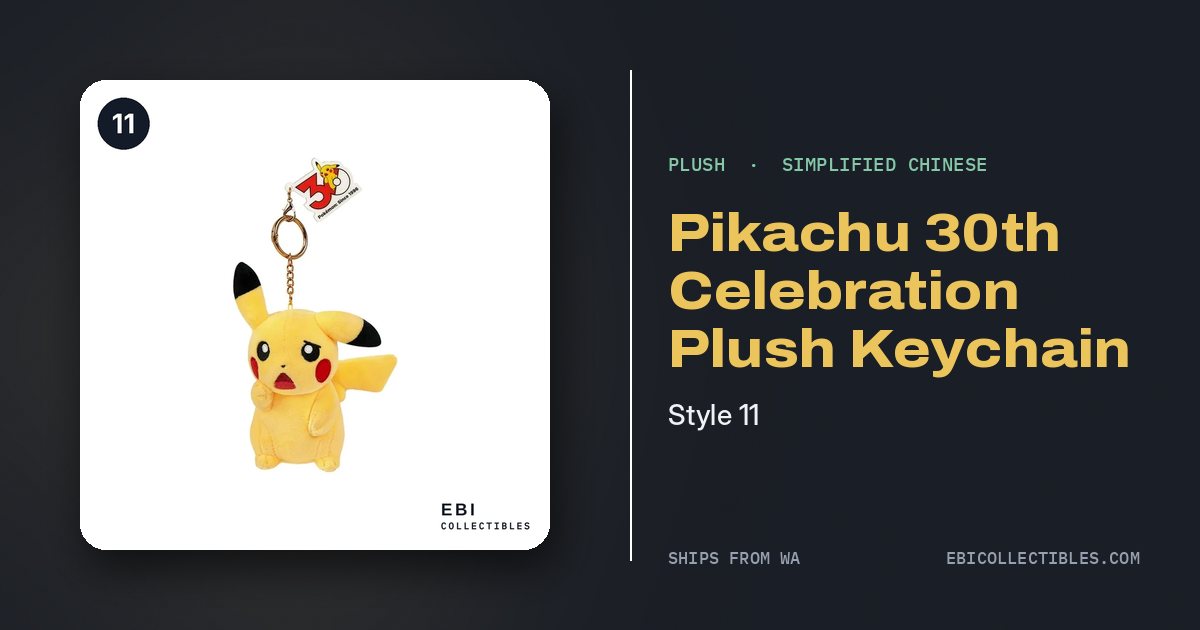 11
30
Pokémon Since 1996
EBI
COLLECTIBLES
PLUSH · SIMPLIFIED CHINESE
Pikachu 30th
Celebration
Plush Keychain
Style 11
SHIPS FROM WA
EBICOLLECTIBLES.COM